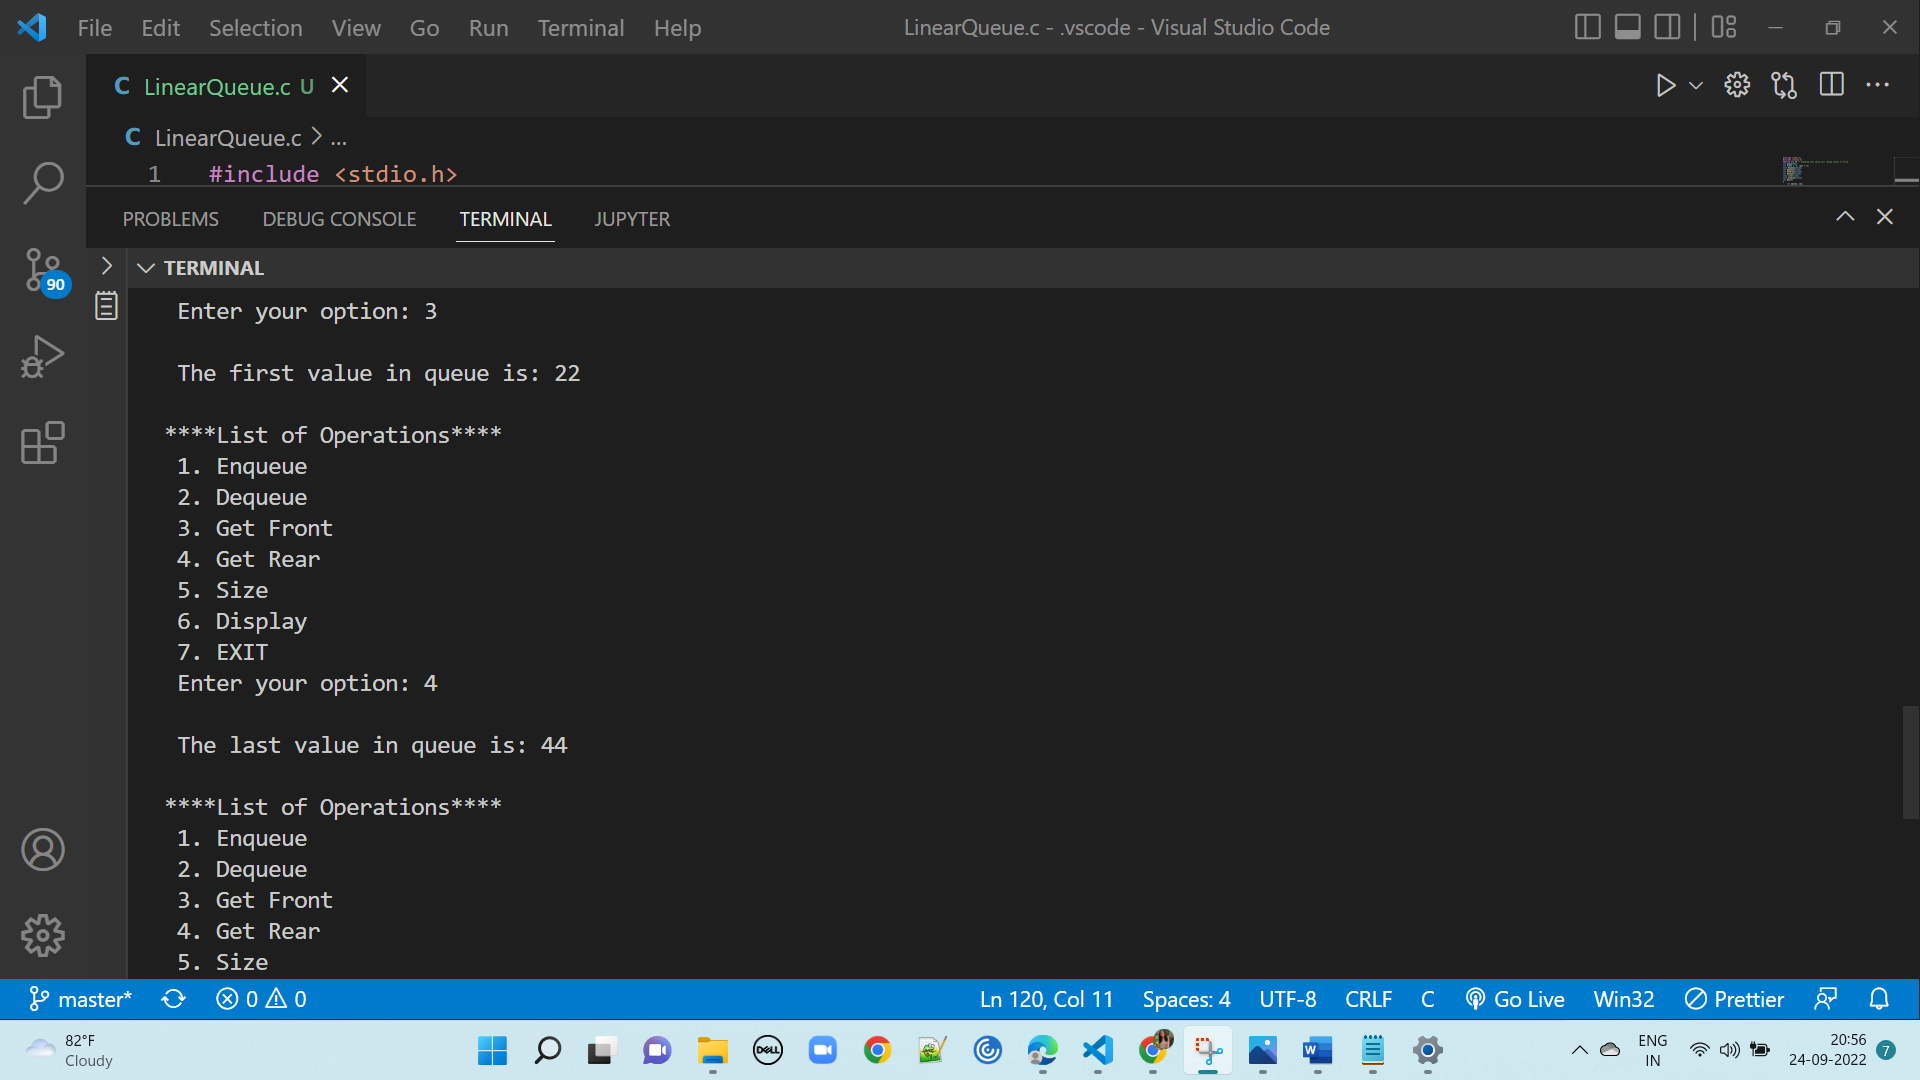 File Edit Selection View Go Run Terminal Help LinearQueue.c - .vscode - Visual Studio Code
C LinearQueue.c U
C LinearQueue.c > ...
1 #include <stdio.h>
PROBLEMS DEBUG CONSOLE TERMINAL JUPYTER
TERMINAL
90
Enter your option: 3
The first value in queue is: 22
****List of Operations****
1. Enqueue
2. Dequeue
3. Get Front
4. Get Rear
5. Size
6. Display
7. EXIT
Enter your option: 4
The last value in queue is: 44
****List of Operations****
1. Enqueue
2. Dequeue
3. Get Front
4. Get Rear
5. Size
master* 0 0 Ln 120, Col 11 Spaces: 4 UTF-8 CRLF C Go Live Win32 Prettier
82°F
Cloudy
DELL
W
ENG
IN
20:56
24-09-2022
7